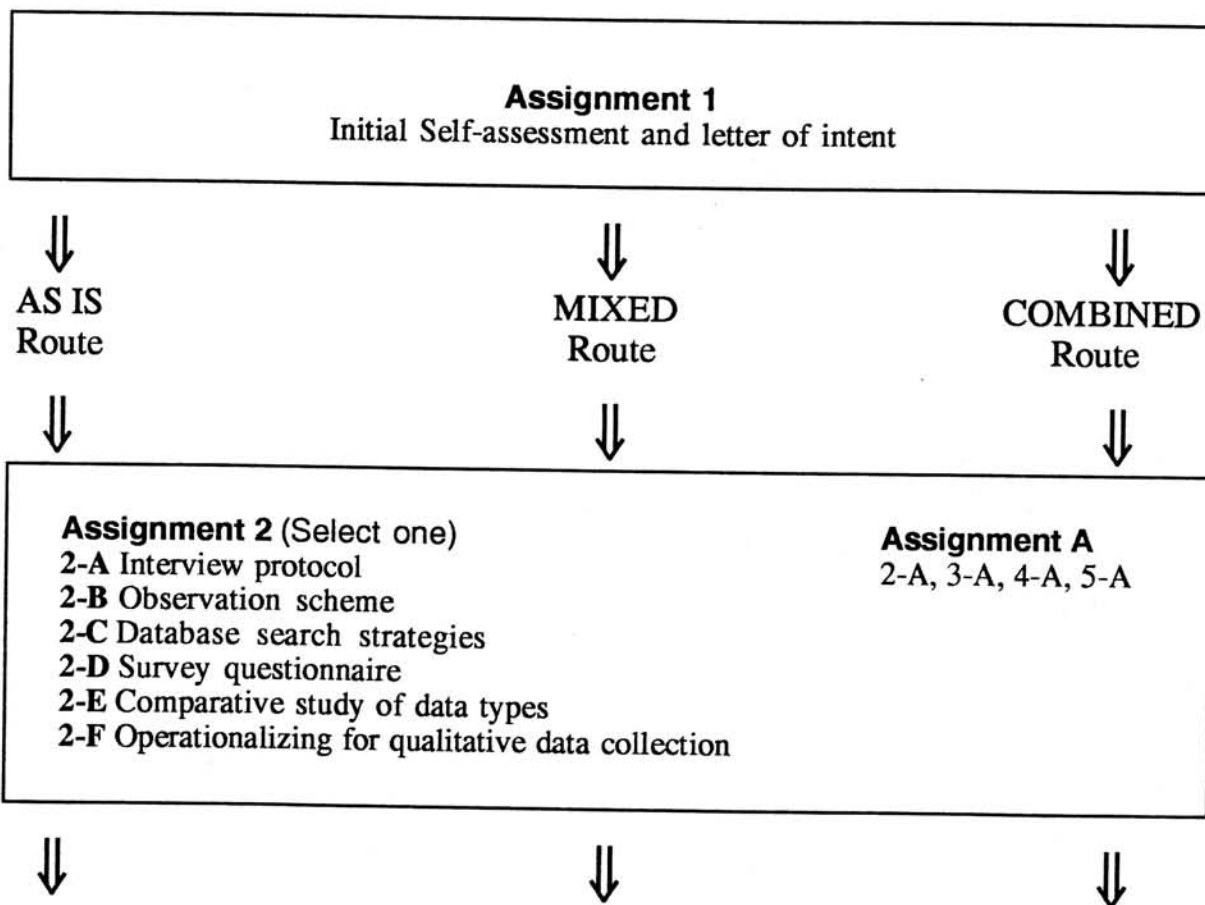 Assignment 1
Initial Self-assessment and letter of intent
AS IS
Route
MIXED
Route
COMBINED
Route
Assignment 2 (Select one)
2-A Interview protocol
2-B Observation scheme
2-C Database search strategies
2-D Survey questionnaire
2-E Comparative study of data types
2-F Operationalizing for qualitative data collection
Assignment A
2-A, 3-A, 4-A, 5-A